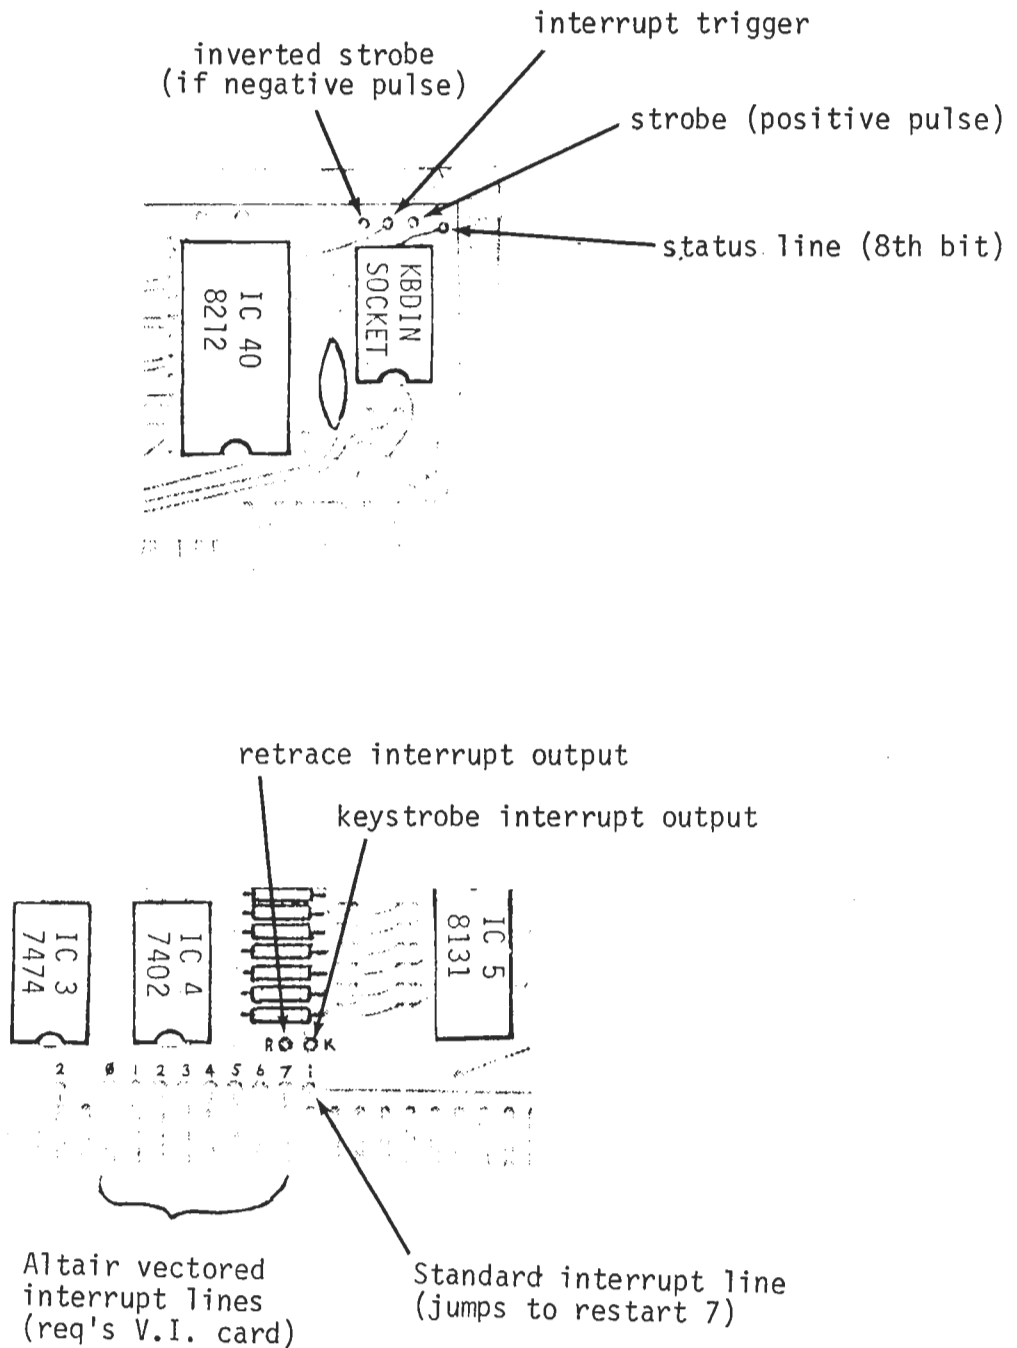 interrupt trigger
inverted strobe
(if negative pulse)
strobe (positive pulse)
status line (8th bit)
IC 40
8212
KBDIN
SOCKET
retrace interrupt output
keystrobe interrupt output
IC 3
7474
IC 4
7402
IC 5
8131
R K
2 0 1 2 3 4 5 6 7 i
Altair vectored
interrupt lines
(req's V.I. card)
Standard interrupt line
(jumps to restart 7)